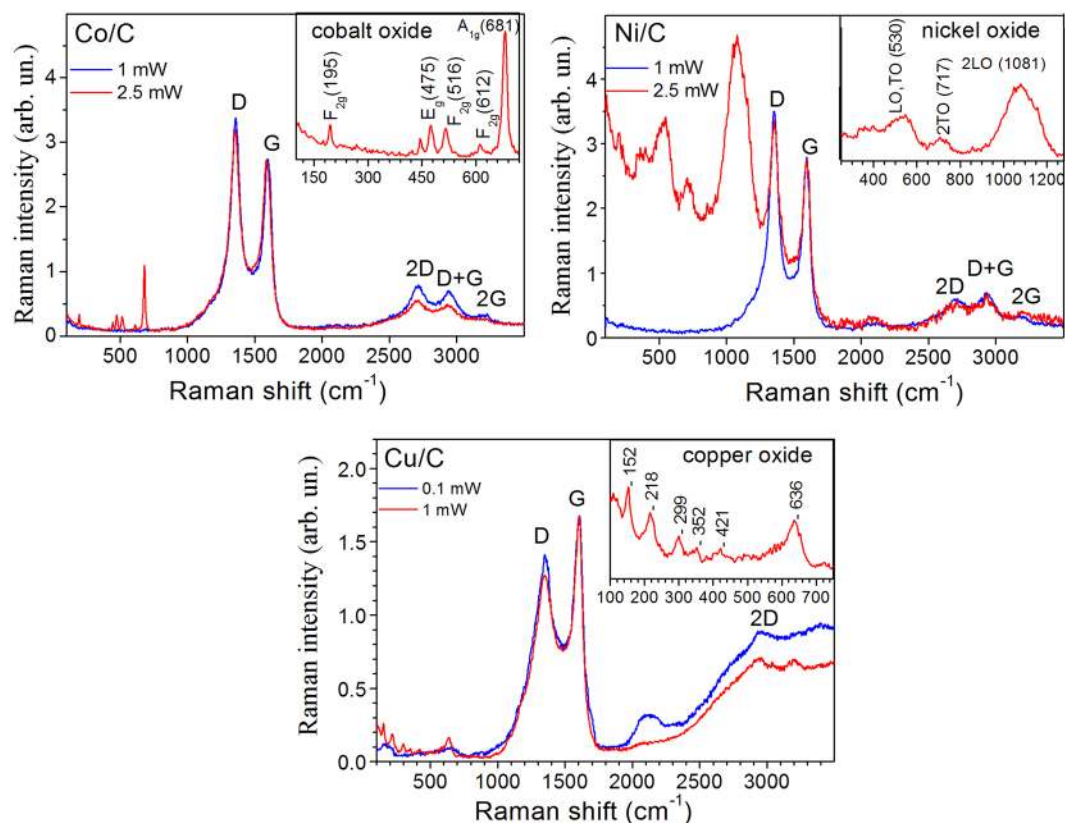 Co/C
1 mW
2.5 mW
D
G
2D
D+G
2G
cobalt oxide
A1g(681)
F2g(195)
Eg(475)
F2g(516)
F2g(612)
150 300 450 600
0
1
2
3
4
500 1000 1500 2000 2500 3000
Raman intensity (arb. un.)
Raman shift (cm⁻¹)
Ni/C
1 mW
2.5 mW
D
G
2D
D+G
2G
nickel oxide
LO,TO (530)
2TO (717)
2LO (1081)
400 600 800 1000 1200
0
1
2
3
4
500 1000 1500 2000 2500 3000
Raman intensity (arb. un.)
Raman shift (cm⁻¹)
Cu/C
0.1 mW
1 mW
D
G
2D
copper oxide
152
218
299
352
421
636
100 200 300 400 500 600 700
0.0
0.5
1.0
1.5
2.0
500 1000 1500 2000 2500 3000
Raman intensity (arb. un.)
Raman shift (cm⁻¹)